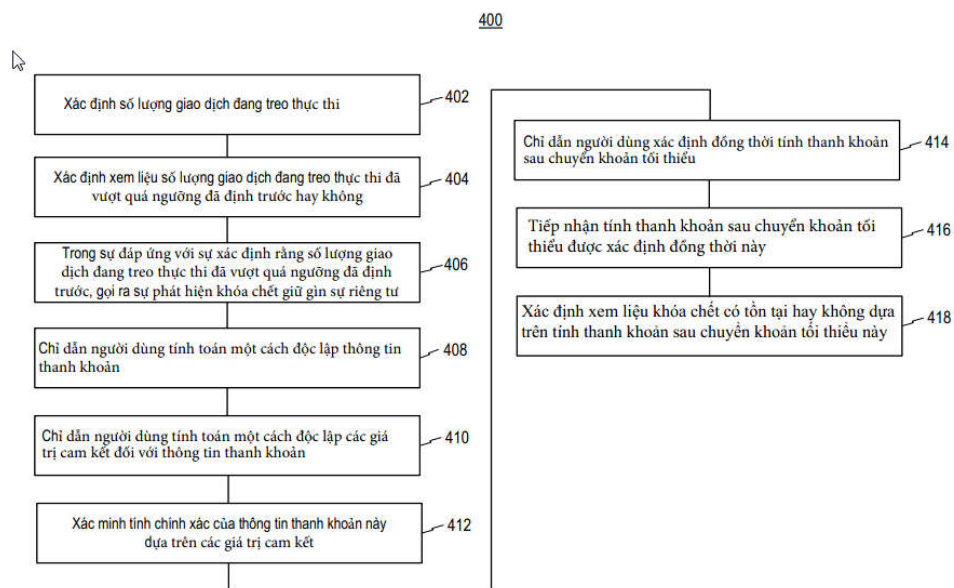 400
Xác định số lượng giao dịch đang treo thực thi
402
Xác định xem liệu số lượng giao dịch đang treo thực thi đã
vượt quá ngưỡng đã định trước hay không
404
Trong sự đáp ứng với sự xác định rằng số lượng giao
dịch đang treo thực thi đã vượt quá ngưỡng đã định
trước, gọi ra sự phát hiện khóa chết giữ gìn sự riêng tư
406
Chỉ dẫn người dùng tính toán một cách độc lập thông tin
thanh khoản
408
Chỉ dẫn người dùng tính toán một cách độc lập các giá
trị cam kết đối với thông tin thanh khoản
410
Xác minh tính chính xác của thông tin thanh khoản này
dựa trên các giá trị cam kết
412
Chỉ dẫn người dùng xác định đồng thời tính thanh khoản
sau chuyển khoản tối thiểu
414
Tiếp nhận tính thanh khoản sau chuyển khoản tối
thiểu được xác định đồng thời này
416
Xác định xem liệu khóa chết có tồn tại hay không dựa
trên tính thanh khoản sau chuyển khoản tối thiểu này
418